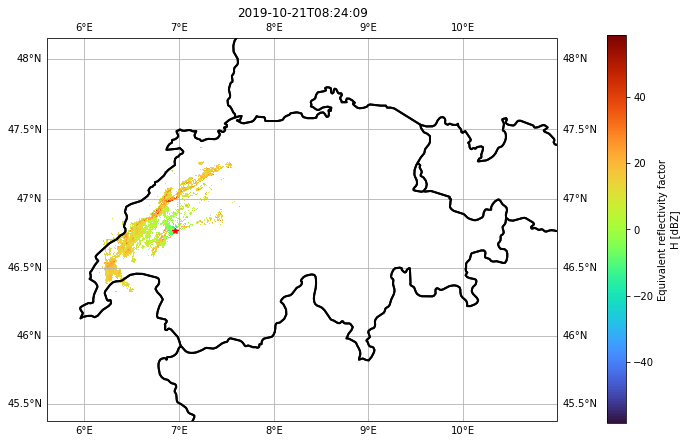 2019-10-21T08:24:09
6°E 7°E 8°E 9°E 10°E
48°N 48°N
47.5°N 47.5°N
47°N 47°N
46.5°N 46.5°N
46°N 46°N
45.5°N 45.5°N
6°E 7°E 8°E 9°E 10°E
40
20
0
−20
−40
Equivalent reflectivity factor
H [dBZ]